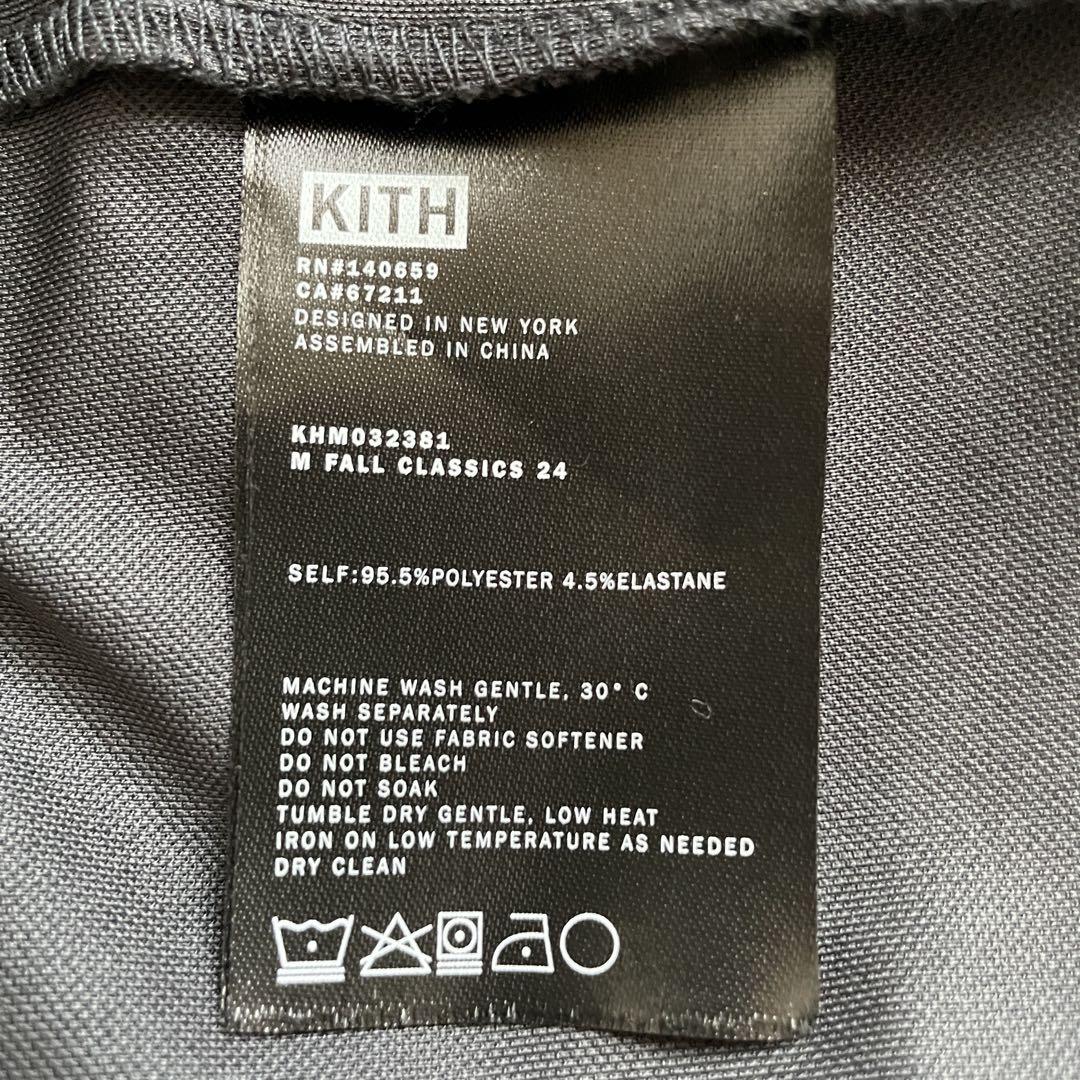 KITH
RN#140659
CA#67211
DESIGNED IN NEW YORK
ASSEMBLED IN CHINA
KHM032381
M FALL CLASSICS 24
SELF:95.5%POLYESTER 4.5%ELASTANE
MACHINE WASH GENTLE, 30° C
WASH SEPARATELY
DO NOT USE FABRIC SOFTENER
DO NOT BLEACH
DO NOT SOAK
TUMBLE DRY GENTLE, LOW HEAT
IRON ON LOW TEMPERATURE AS NEEDED
DRY CLEAN